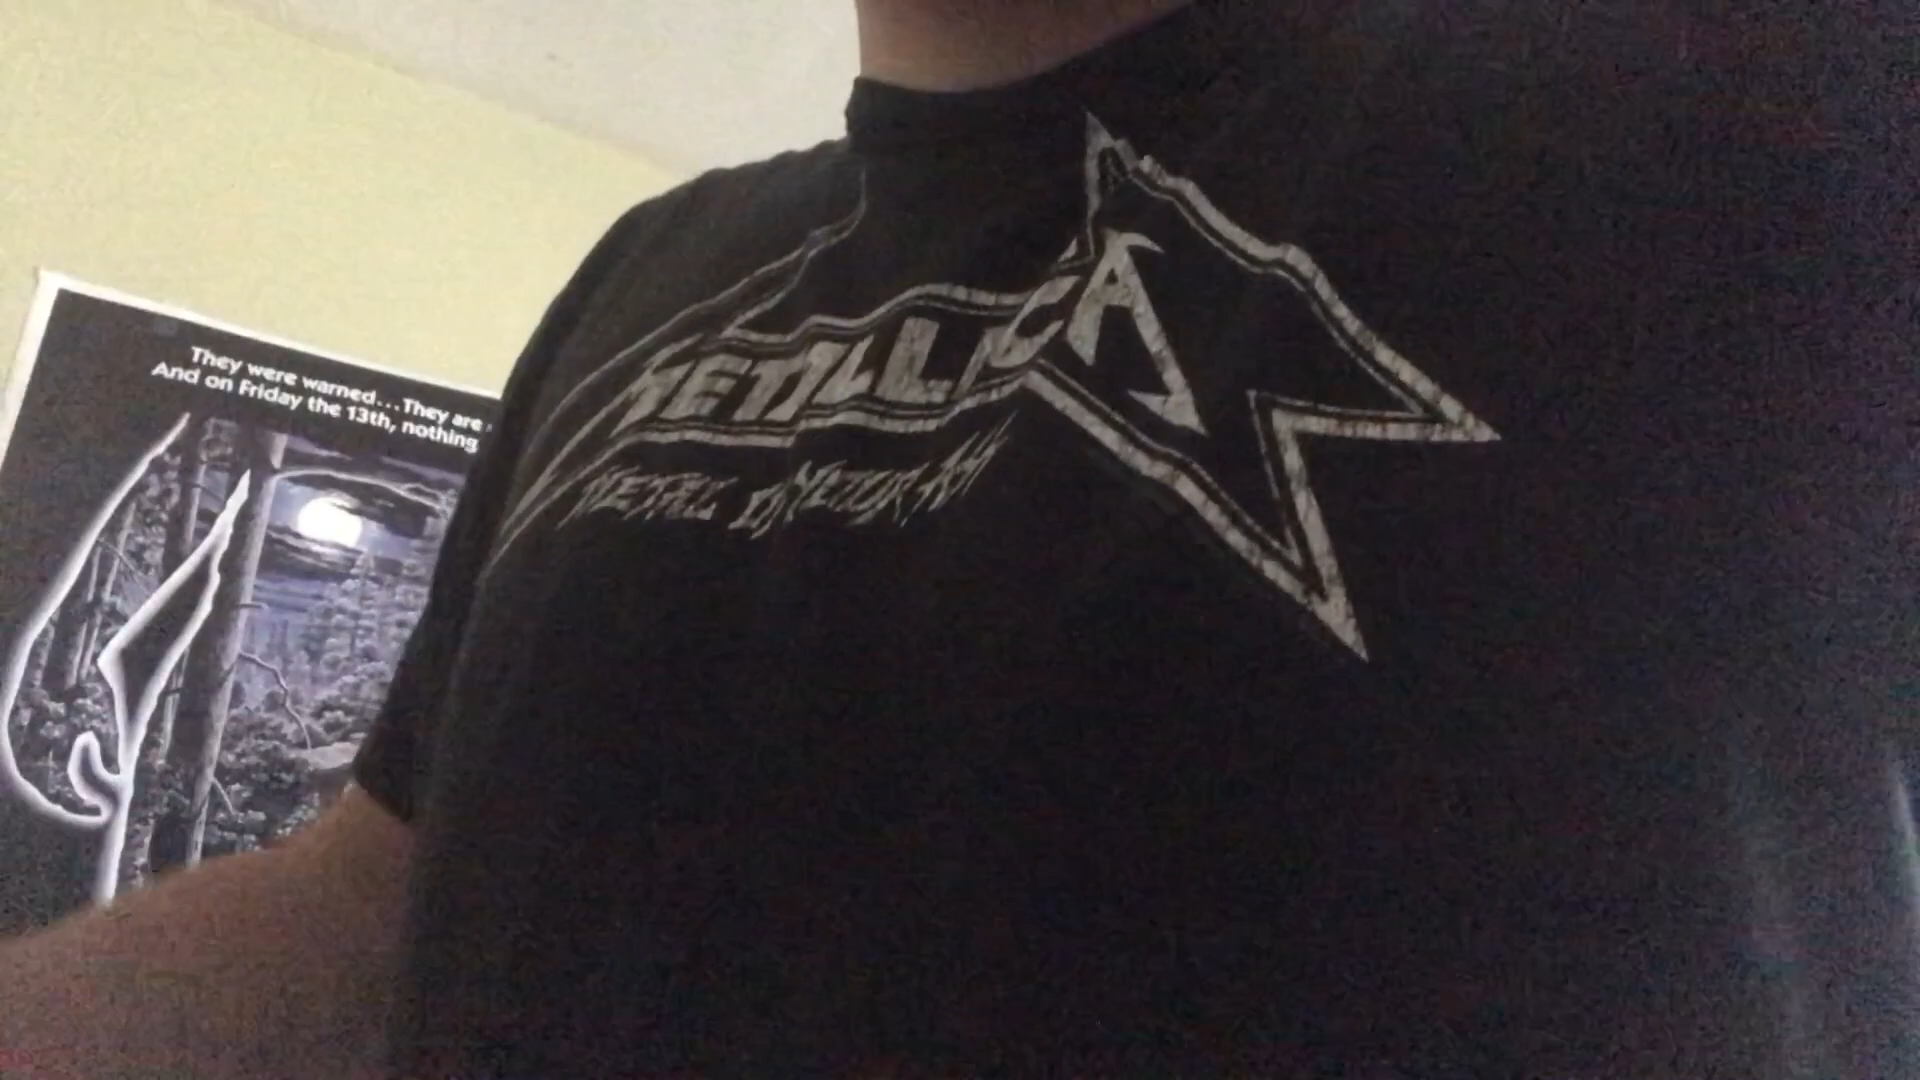 They were warned...They are
And on Friday the 13th, nothing
METALLICA